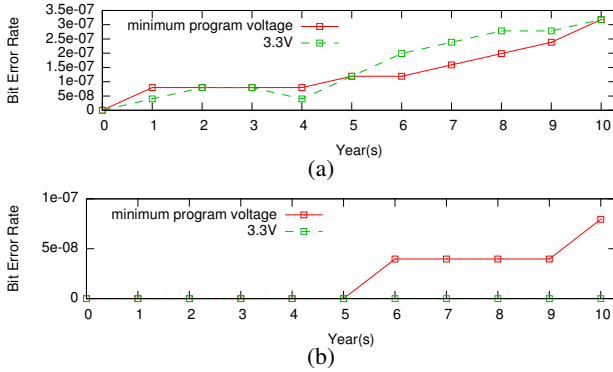 3.5e-07
3e-07
2.5e-07
2e-07
1.5e-07
1e-07
5e-08
0
Bit Error Rate
minimum program voltage
3.3V
0 1 2 3 4 5 6 7 8 9 10
Year(s)
(a)
1e-07
5e-08
0
Bit Error Rate
minimum program voltage
3.3V
0 1 2 3 4 5 6 7 8 9 10
Year(s)
(b)